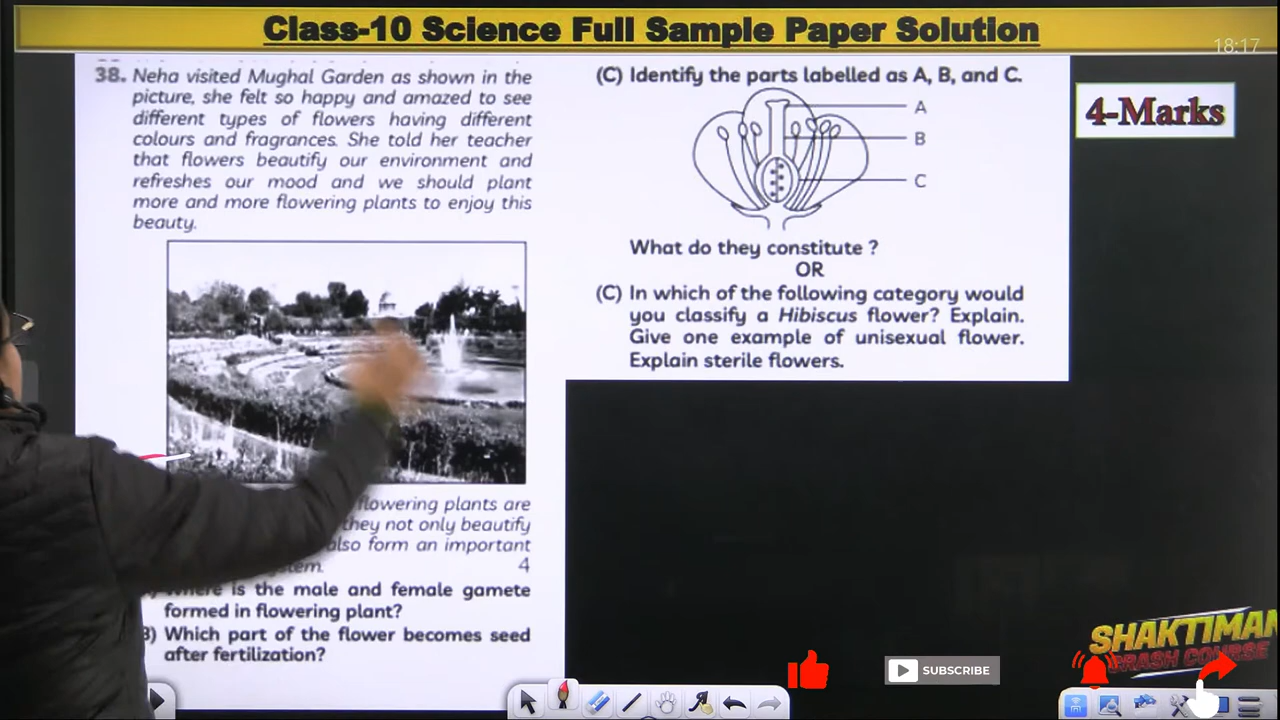 Class-10 Science Full Sample Paper Solution
18:17
38. Neha visited Mughal Garden as shown in the
picture, she felt so happy and amazed to see
different types of flowers having different
colours and fragrances. She told her teacher
that flowers beautify our environment and
refreshes our mood and we should plant
more and more flowering plants to enjoy this
beauty.
flowering plants are
they not only beautify
also form an important
4
is the male and female gamete
formed in flowering plant?
B) Which part of the flower becomes seed
after fertilization?
(C) Identify the parts labelled as A, B, and C.
A
B
C
What do they constitute ?
OR
(C) In which of the following category would
you classify a Hibiscus flower? Explain.
Give one example of unisexual flower.
Explain sterile flowers.
4-Marks
SHAKTIMAN
CRASH COURSE
SUBSCRIBE